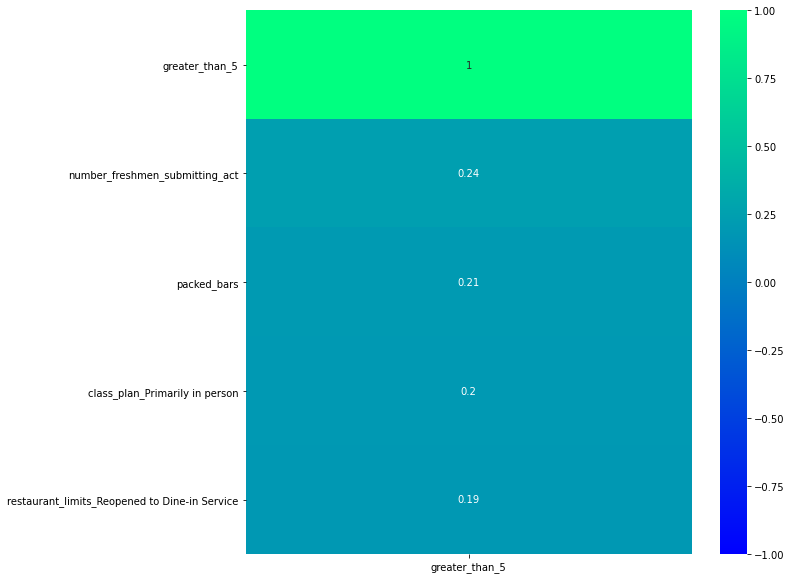 greater_than_5
1
number_freshmen_submitting_act
0.24
packed_bars
0.21
class_plan_Primarily in person
0.2
restaurant_limits_Reopened to Dine-in Service
0.19
greater_than_5
1.00
0.75
0.50
0.25
0.00
−0.25
−0.50
−0.75
−1.00